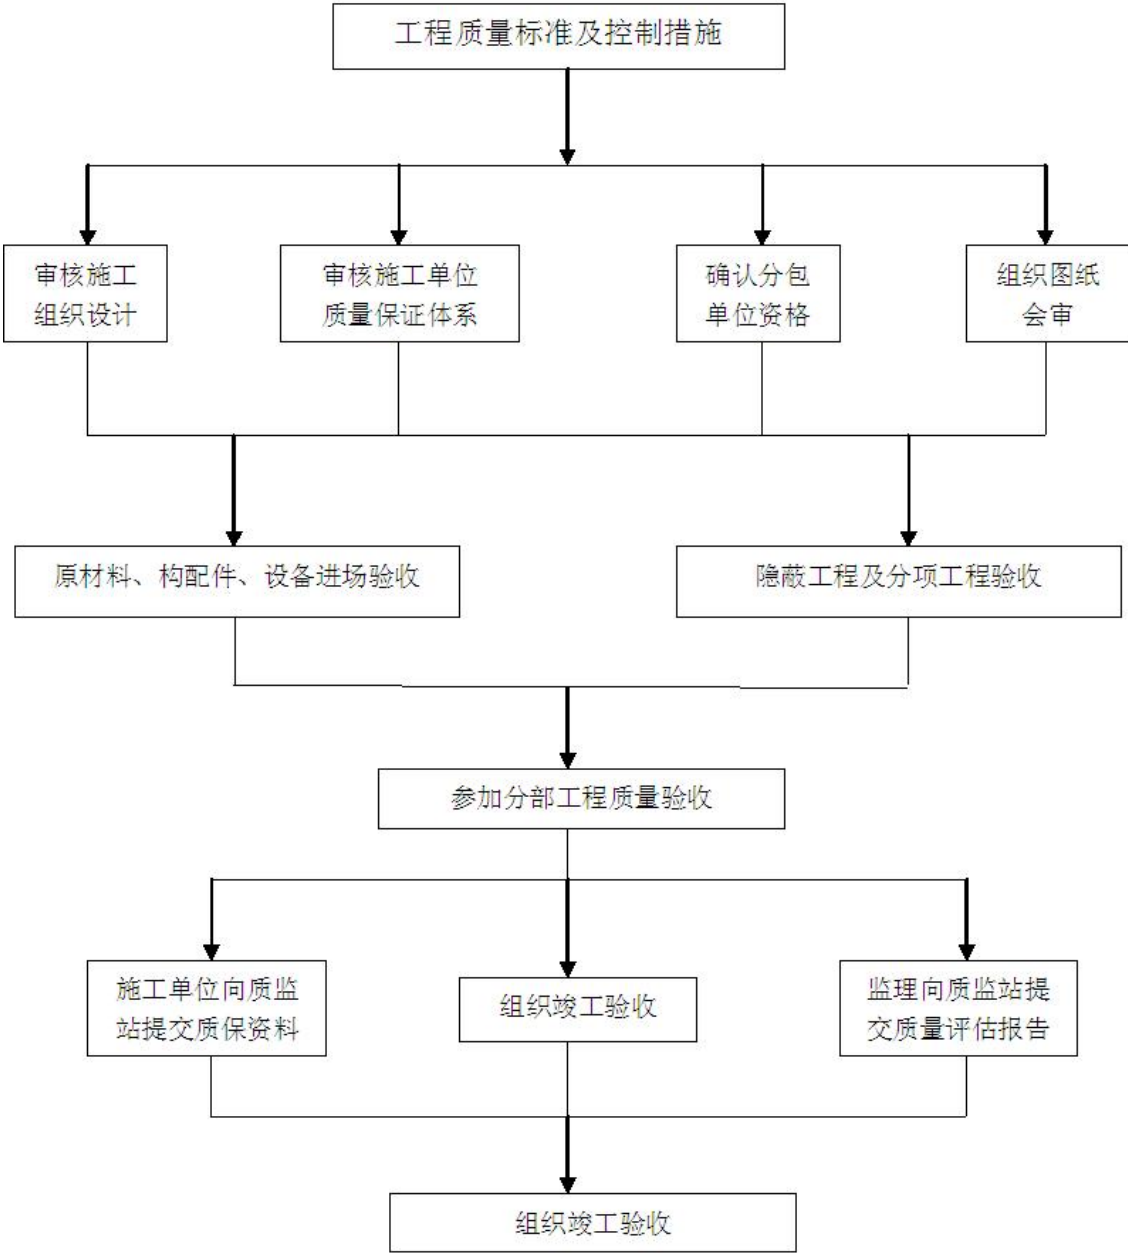 工程质量标准及控制措施
审核施工
组织设计
审核施工单位
质量保证体系
确认分包
单位资格
组织图纸
会审
原材料、构配件、设备进场验收
隐蔽工程及分项工程验收
参加分部工程质量验收
施工单位向质监
站提交质保资料
组织竣工验收
监理向质监站提
交质量评估报告
组织竣工验收